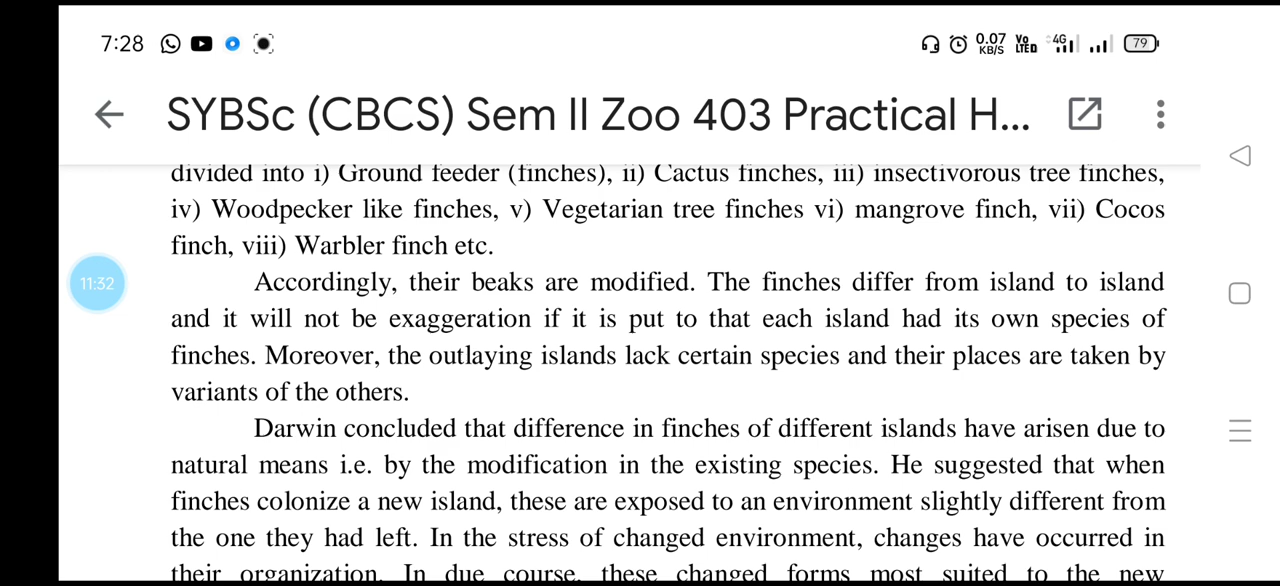 7:28 0.07 KB/S Vo LTED 4G 79
SYBSc (CBCS) Sem II Zoo 403 Practical H...
divided into i) Ground feeder (finches), ii) Cactus finches, iii) insectivorous tree finches,
iv) Woodpecker like finches, v) Vegetarian tree finches vi) mangrove finch, vii) Cocos
finch, viii) Warbler finch etc.
11:32
Accordingly, their beaks are modified. The finches differ from island to island
and it will not be exaggeration if it is put to that each island had its own species of
finches. Moreover, the outlaying islands lack certain species and their places are taken by
variants of the others.
Darwin concluded that difference in finches of different islands have arisen due to
natural means i.e. by the modification in the existing species. He suggested that when
finches colonize a new island, these are exposed to an environment slightly different from
the one they had left. In the stress of changed environment, changes have occurred in
their organization. In due course, these changed forms most suited to the new